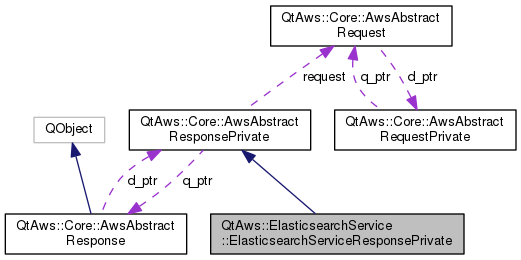 QtAws::Core::AwsAbstract
Request
request
q_ptr
d_ptr
QObject
QtAws::Core::AwsAbstract
ResponsePrivate
QtAws::Core::AwsAbstract
RequestPrivate
d_ptr
q_ptr
QtAws::Core::AwsAbstract
Response
QtAws::ElasticsearchService
::ElasticsearchServiceResponsePrivate